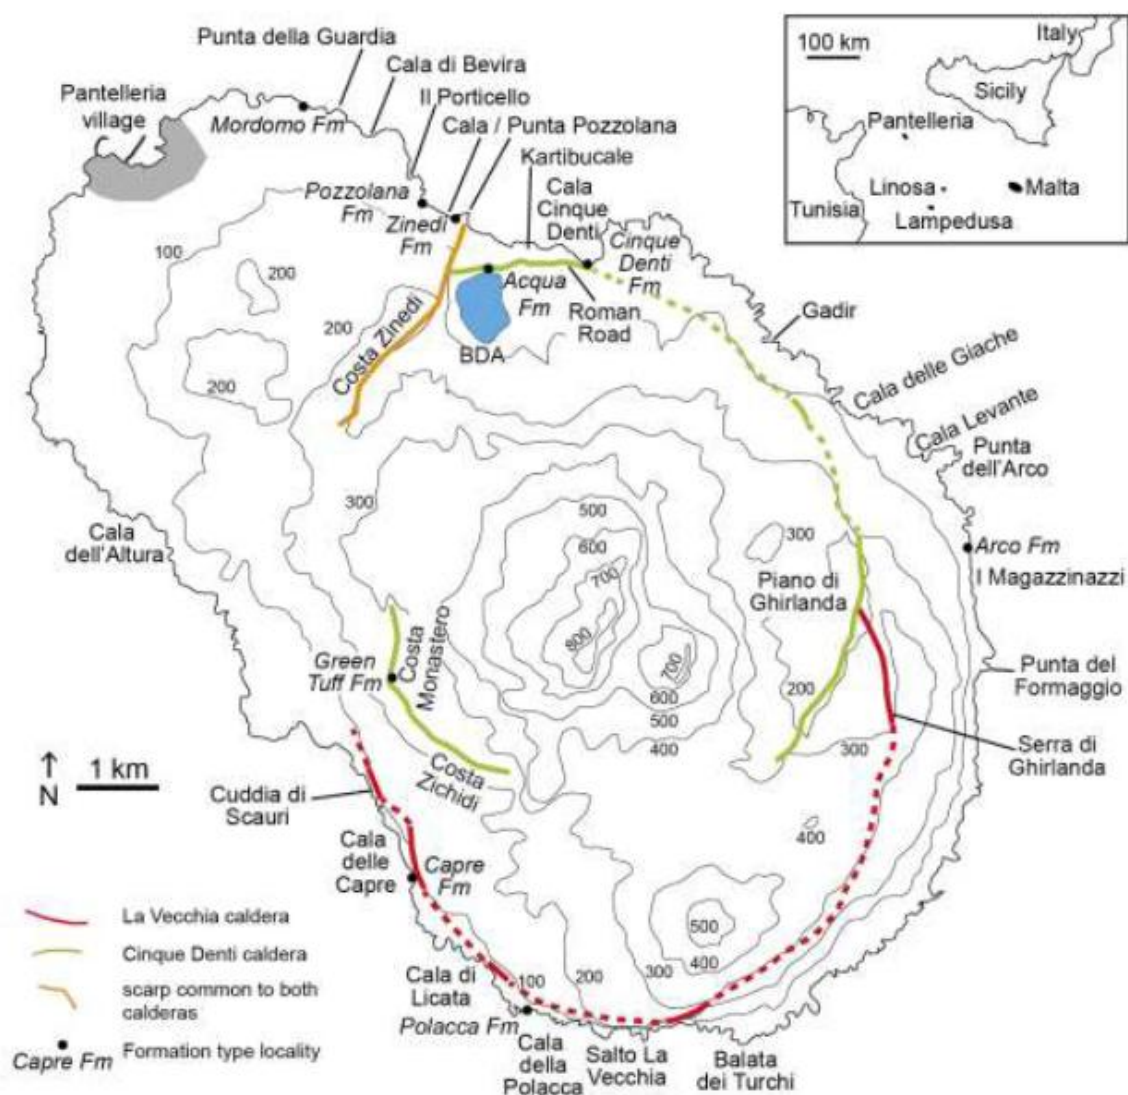 Punta della Guardia
Cala di Bevira
Il Porticello
Cala / Punta Pozzolana
Kartibucale
Cala
Cinque
Denti
Pantelleria
village
Mordomo Fm
Pozzolana
Fm
Zinedi
Fm
Acqua
Fm
Cinque
Denti
Fm
Roman
Road
BDA
Costa Zinedi
Gadir
Cala delle Giache
Cala Levante
Punta
dell'Arco
Arco Fm
I Magazzinazzi
Piano di
Ghirlanda
Punta del
Formaggio
Serra di
Ghirlanda
Cala
dell'Altura
Green
Tuff Fm
Costa
Monastero
Costa
Zichidi
Cuddia di
Scauri
Cala
delle
Capre
Capre
Fm
Cala di
Licata
Polacca Fm
Cala
della
Polacca
Salto La
Vecchia
Balata
dei Turchi
100
200
200
200
300
500
600
700
800
700
600
500
400
300
200
300
400
500
400
300
200
100
N
1 km
100 km
Italy
Sicily
Pantelleria
Linosa
Malta
Lampedusa
Tunisia
La Vecchia caldera
Cinque Denti caldera
scarp common to both
calderas
Capre Fm
Formation type locality